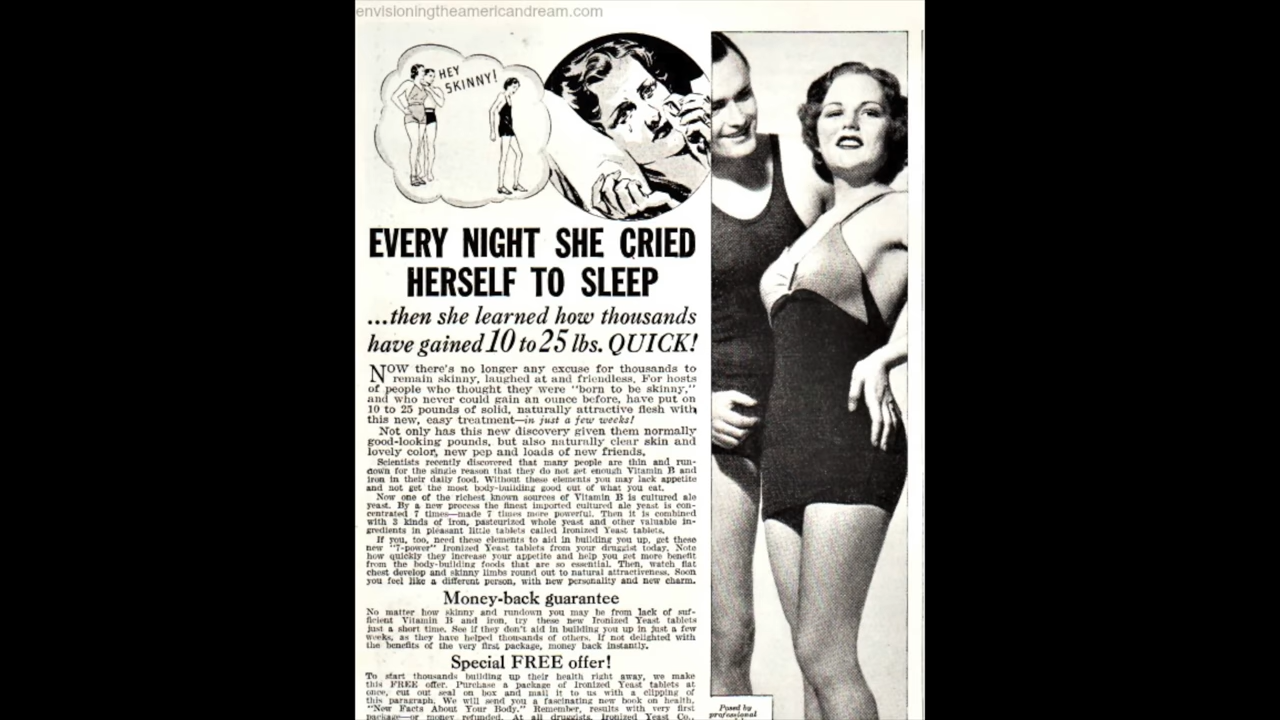 envisioningtheamericandream.com
HEY
SKINNY!
EVERY NIGHT SHE CRIED
HERSELF TO SLEEP
...then she learned how thousands
have gained 10 to 25 lbs. QUICK!
NOW there's no longer any excuse for thousands to
remain skinny, laughed at and friendless. For hosts
of people who thought they were "born to be skinny,"
and who never could gain an ounce before, have put on
10 to 25 pounds of solid, naturally attractive flesh with
this new, easy treatment—in just a few weeks!
Not only has this new discovery given them normally
good-looking pounds, but also naturally clear skin and
lovely color, new pep and loads of new friends.
Scientists recently discovered that many people are thin and run-
down for the single reason that they do not get enough Vitamin B and
iron in their daily food. Without these elements you may lack appetite
and not get the most body-building good out of what you eat.
Now one of the richest known sources of Vitamin B is cultured ale
yeast. By a new process the finest imported cultured ale yeast is con-
centrated 7 times—made 7 times more powerful. Then it is combined
with 3 kinds of iron, pasteurized whole yeast and other valuable in-
gredients in pleasant little tablets called Ironized Yeast tablets.
If you, too, need these elements to aid in building you up, get these
new "7-power" Ironized Yeast tablets from your druggist today. Note
how quickly they increase your appetite and help you get more benefit
from the body-building foods that are so essential. Then, watch flat
chest develop and skinny limbs round out to natural attractiveness. Soon
you feel like a different person, with new personality and new charm.
Money-back guarantee
No matter how skinny and rundown you may be from lack of suf-
ficient Vitamin B and iron, try these new Ironized Yeast tablets
just a short time. See if they don't aid in building you up in just a few
weeks, as they have helped thousands of others. If not delighted with
the benefits of the very first package, money back instantly.
Special FREE offer!
To start thousands building up their health right away, we make
this FREE offer. Purchase a package of Ironized Yeast tablets at
once, cut out seal on box and mail it to us with a clipping of
this paragraph. We will send you a fascinating new book on health,
"New Facts About Your Body." Remember, results with very first
package—or money refunded. At all druggists. Ironized Yeast Co.,
Posed by
professional